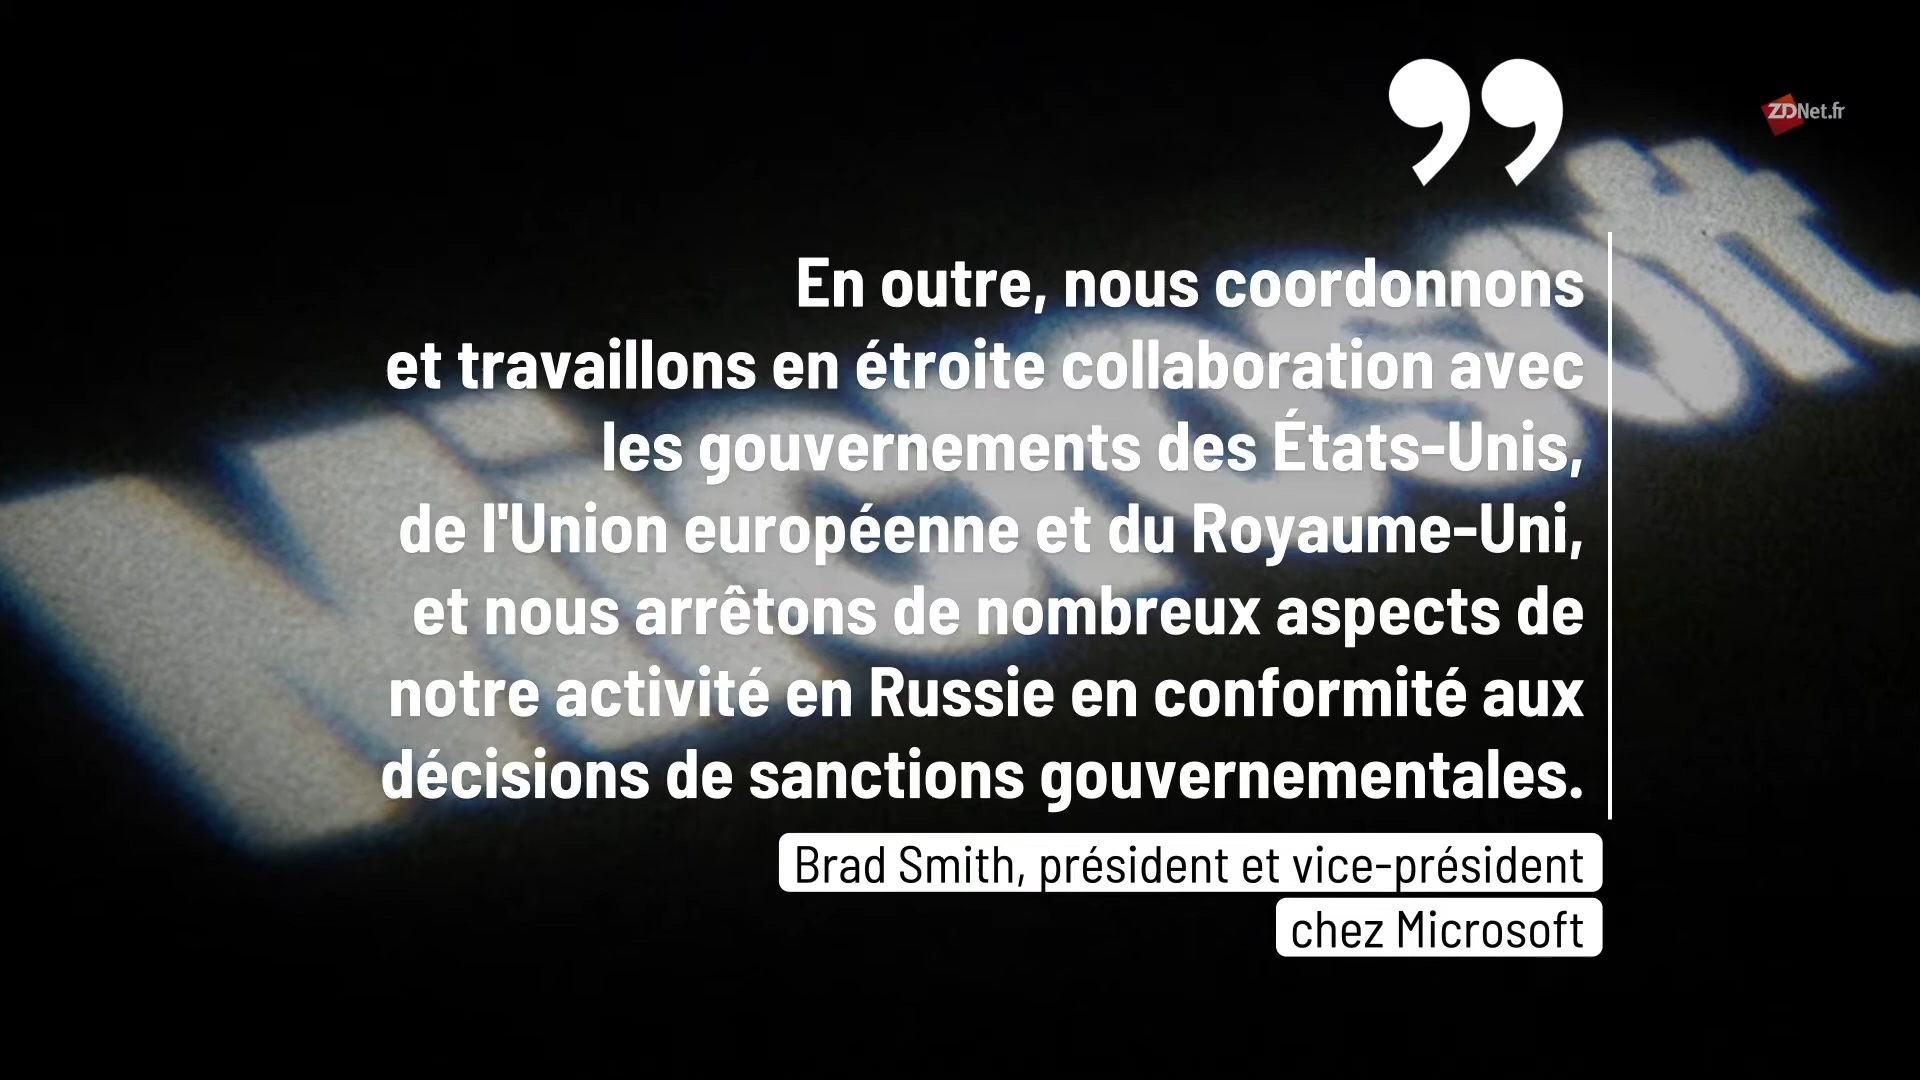 ”
ZDNet.fr
Microsoft
En outre, nous coordonnons
et travaillons en étroite collaboration avec
les gouvernements des États-Unis,
de l'Union européenne et du Royaume-Uni,
et nous arrêtons de nombreux aspects de
notre activité en Russie en conformité aux
décisions de sanctions gouvernementales.
Brad Smith, président et vice-président
chez Microsoft